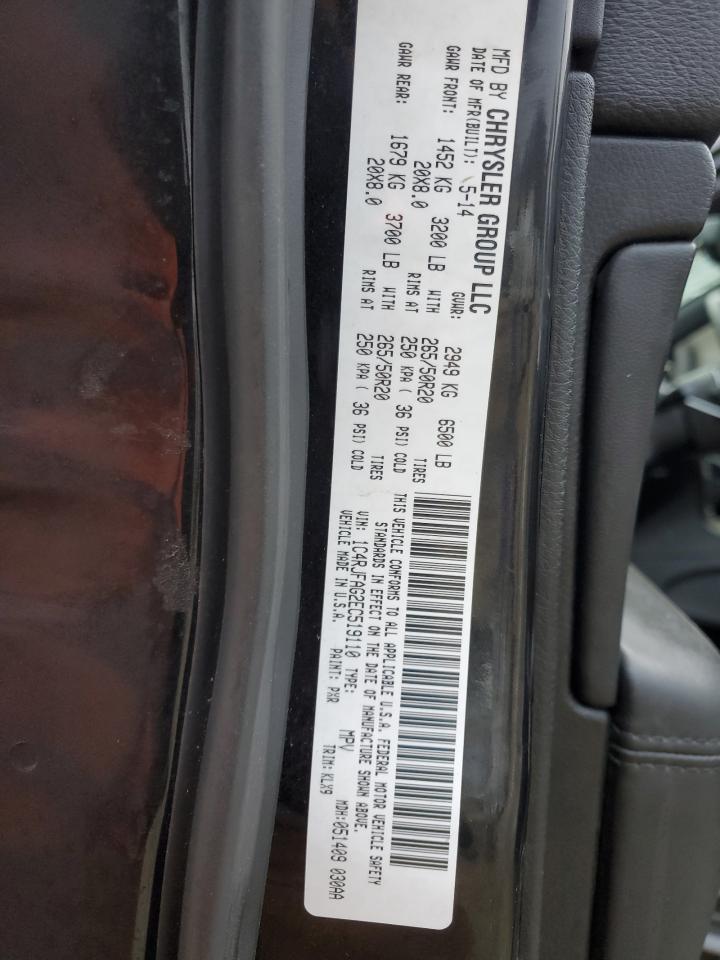 MFD BY CHRYSLER GROUP LLC
DATE OF MFR(BUILT): 5-14 GVWR: 2949 KG 6500 LB
GAWR FRONT: 1452 KG 3200 LB WITH 265/50R20 TIRES
20X8.0 RIMS AT 250 KPA ( 36 PSI) COLD
GAWR REAR: 1679 KG 3700 LB WITH 265/50R20 TIRES
20X8.0 RIMS AT 250 KPA ( 36 PSI) COLD
THIS VEHICLE CONFORMS TO ALL APPLICABLE U.S.A. FEDERAL MOTOR VEHICLE SAFETY
STANDARDS IN EFFECT ON THE DATE OF MANUFACTURE SHOWN ABOVE.
VIN: 1C4RJFAG2EC519110 TYPE: MPV MDH:051409 030AA
VEHICLE MADE IN U.S.A. PAINT: PXR TRIM: KLX9